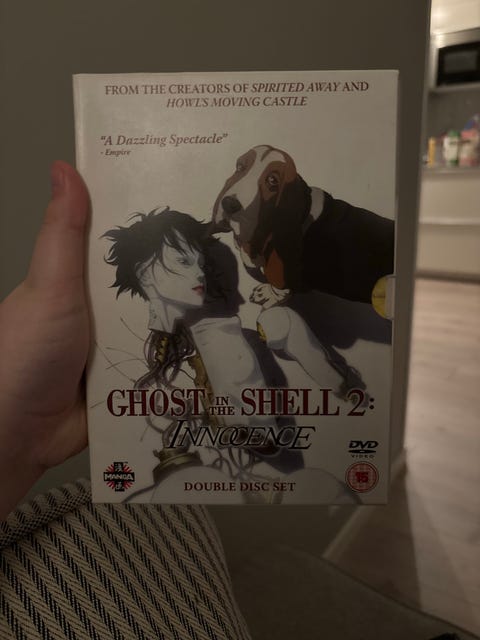 FROM THE CREATORS OF SPIRITED AWAY AND
HOWL'S MOVING CASTLE
"A Dazzling Spectacle"
- Empire
GHOST IN THE SHELL 2:
INNOCENCE
DVD
VIDEO
MANGA
15
DOUBLE DISC SET